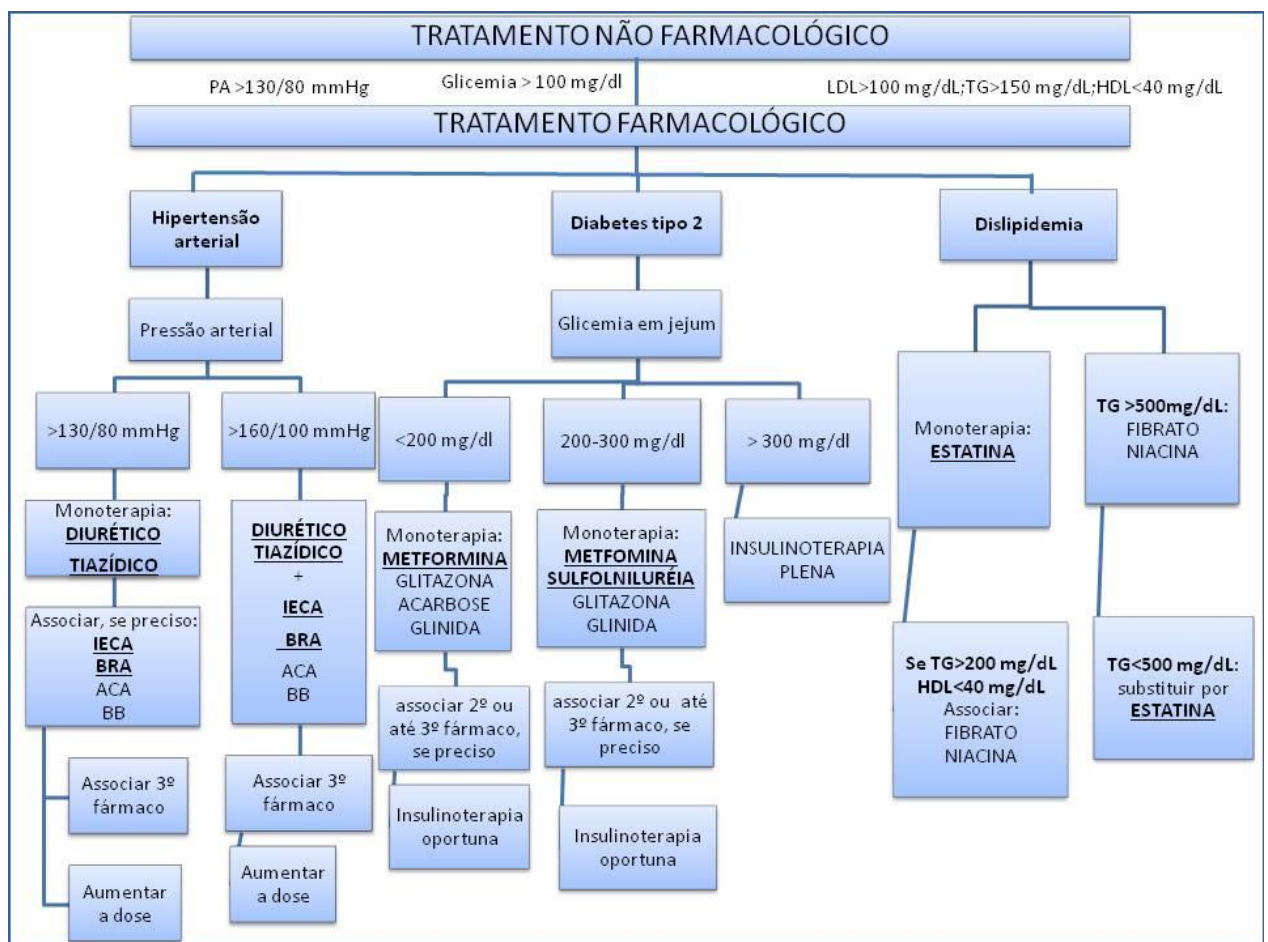 TRATAMENTO NÃO FARMACOLÓGICO
PA >130/80 mmHg
Glicemia > 100 mg/dl
LDL>100 mg/dL;TG>150 mg/dL;HDL<40 mg/dL
TRATAMENTO FARMACOLÓGICO
Hipertensão
arterial
Pressão arterial
>130/80 mmHg
Monoterapia:
DIURÉTICO
TIAZÍDICO
Associar, se preciso:
IECA
BRA
ACA
BB
Associar 3º
fármaco
Aumentar
a dose
>160/100 mmHg
DIURÉTICO
TIAZÍDICO
+
IECA
BRA
ACA
BB
Associar 3º
fármaco
Aumentar
a dose
Diabetes tipo 2
Glicemia em jejum
<200 mg/dl
Monoterapia:
METFORMINA
GLITAZONA
ACARBOSE
GLINIDA
associar 2º ou
até 3º fármaco,
se preciso
Insulinoterapia
oportuna
200-300 mg/dl
Monoterapia:
METFOMINA
SULFOLNILURÉIA
GLITAZONA
GLINIDA
associar 2º ou até
3º fármaco, se
preciso
Insulinoterapia
oportuna
> 300 mg/dl
INSULINOTERAPIA
PLENA
Dislipidemia
Monoterapia:
ESTATINA
Se TG>200 mg/dL
HDL<40 mg/dL
Associar:
FIBRATO
NIACINA
TG >500mg/dL:
FIBRATO
NIACINA
TG<500 mg/dL:
substituir por
ESTATINA